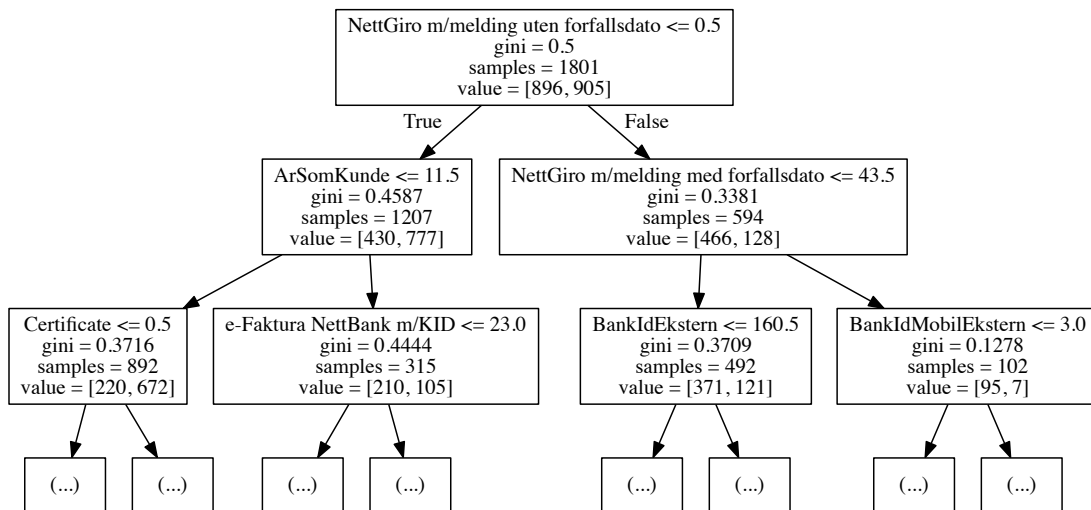 NettGiro m/melding uten forfallsdato <= 0.5
gini = 0.5
samples = 1801
value = [896, 905]
True
False
ArSomKunde <= 11.5
gini = 0.4587
samples = 1207
value = [430, 777]
NettGiro m/melding med forfallsdato <= 43.5
gini = 0.3381
samples = 594
value = [466, 128]
Certificate <= 0.5
gini = 0.3716
samples = 892
value = [220, 672]
e-Faktura NettBank m/KID <= 23.0
gini = 0.4444
samples = 315
value = [210, 105]
BankIdEkstern <= 160.5
gini = 0.3709
samples = 492
value = [371, 121]
BankIdMobilEkstern <= 3.0
gini = 0.1278
samples = 102
value = [95, 7]
(...)
(...)
(...)
(...)
(...)
(...)
(...)
(...)